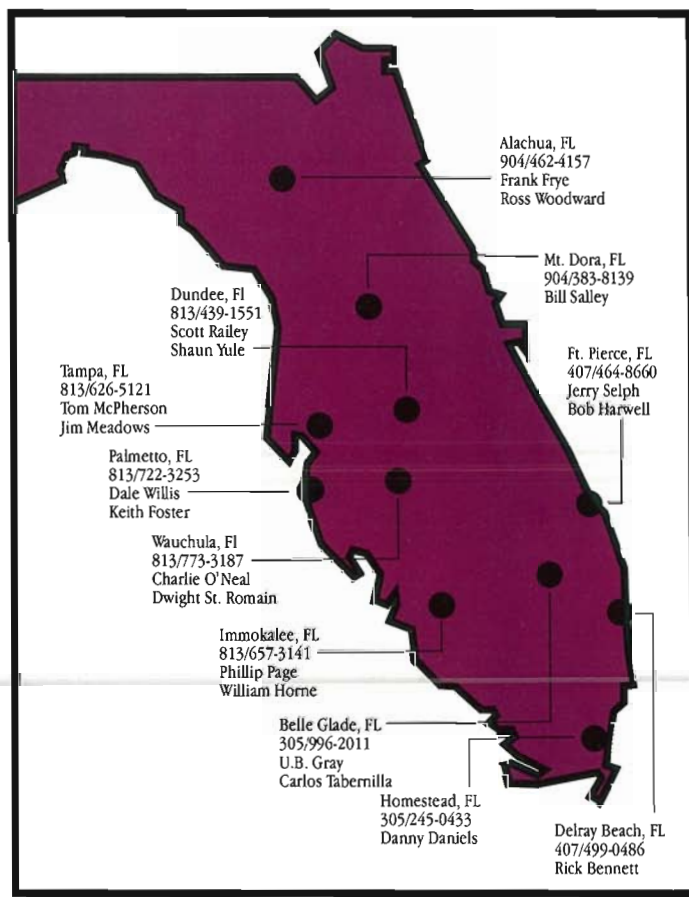 Alachua, FL
904/462-4157
Frank Frye
Ross Woodward
Mt. Dora, FL
904/383-8139
Bill Salley
Dundee, Fl
813/439-1551
Scott Railey
Shaun Yule
Ft. Pierce, FL
407/464-8660
Jerry Selph
Bob Harwell
Tampa, FL
813/626-5121
Tom McPherson
Jim Meadows
Palmetto, FL
813/722-3253
Dale Willis
Keith Foster
Wauchula, Fl
813/773-3187
Charlie O'Neal
Dwight St. Romain
Immokalee, FL
813/657-3141
Phillip Page
William Horne
Belle Glade, FL
305/996-2011
U.B. Gray
Carlos Tabernilla
Homestead, FL
305/245-0433
Danny Daniels
Delray Beach, FL
407/499-0486
Rick Bennett